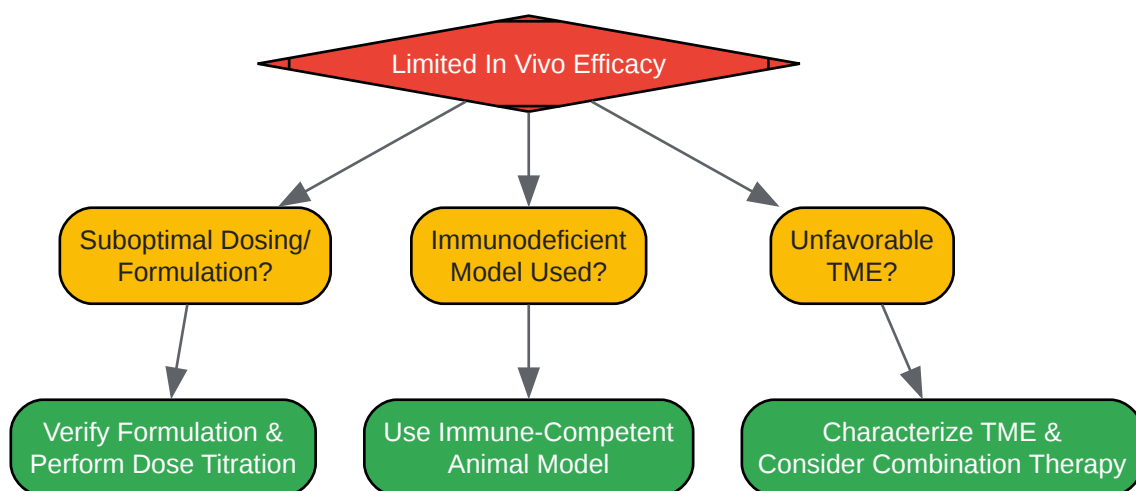 Limited In Vivo Efficacy
Suboptimal Dosing/
Formulation?
Immunodeficient
Model Used?
Unfavorable
TME?
Verify Formulation &
Perform Dose Titration
Use Immune-Competent
Animal Model
Characterize TME &
Consider Combination Therapy